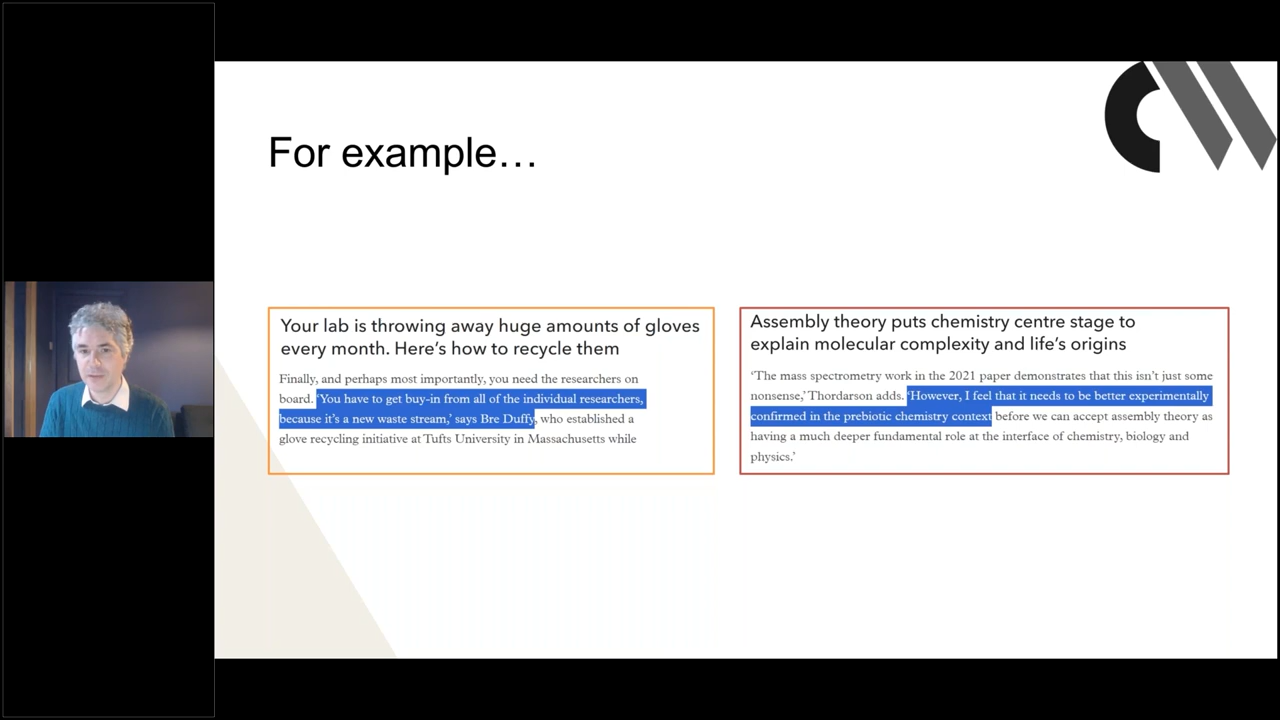 For example…
Your lab is throwing away huge amounts of gloves
every month. Here's how to recycle them
Finally, and perhaps most importantly, you need the researchers on
board. ‘You have to get buy-in from all of the individual researchers,
because it's a new waste stream,’ says Bre Duffy, who established a
glove recycling initiative at Tufts University in Massachusetts while
Assembly theory puts chemistry centre stage to
explain molecular complexity and life's origins
‘The mass spectrometry work in the 2021 paper demonstrates that this isn't just some
nonsense,’ Thordarson adds. ‘However, I feel that it needs to be better experimentally
confirmed in the prebiotic chemistry context before we can accept assembly theory as
having a much deeper fundamental role at the interface of chemistry, biology and
physics.’